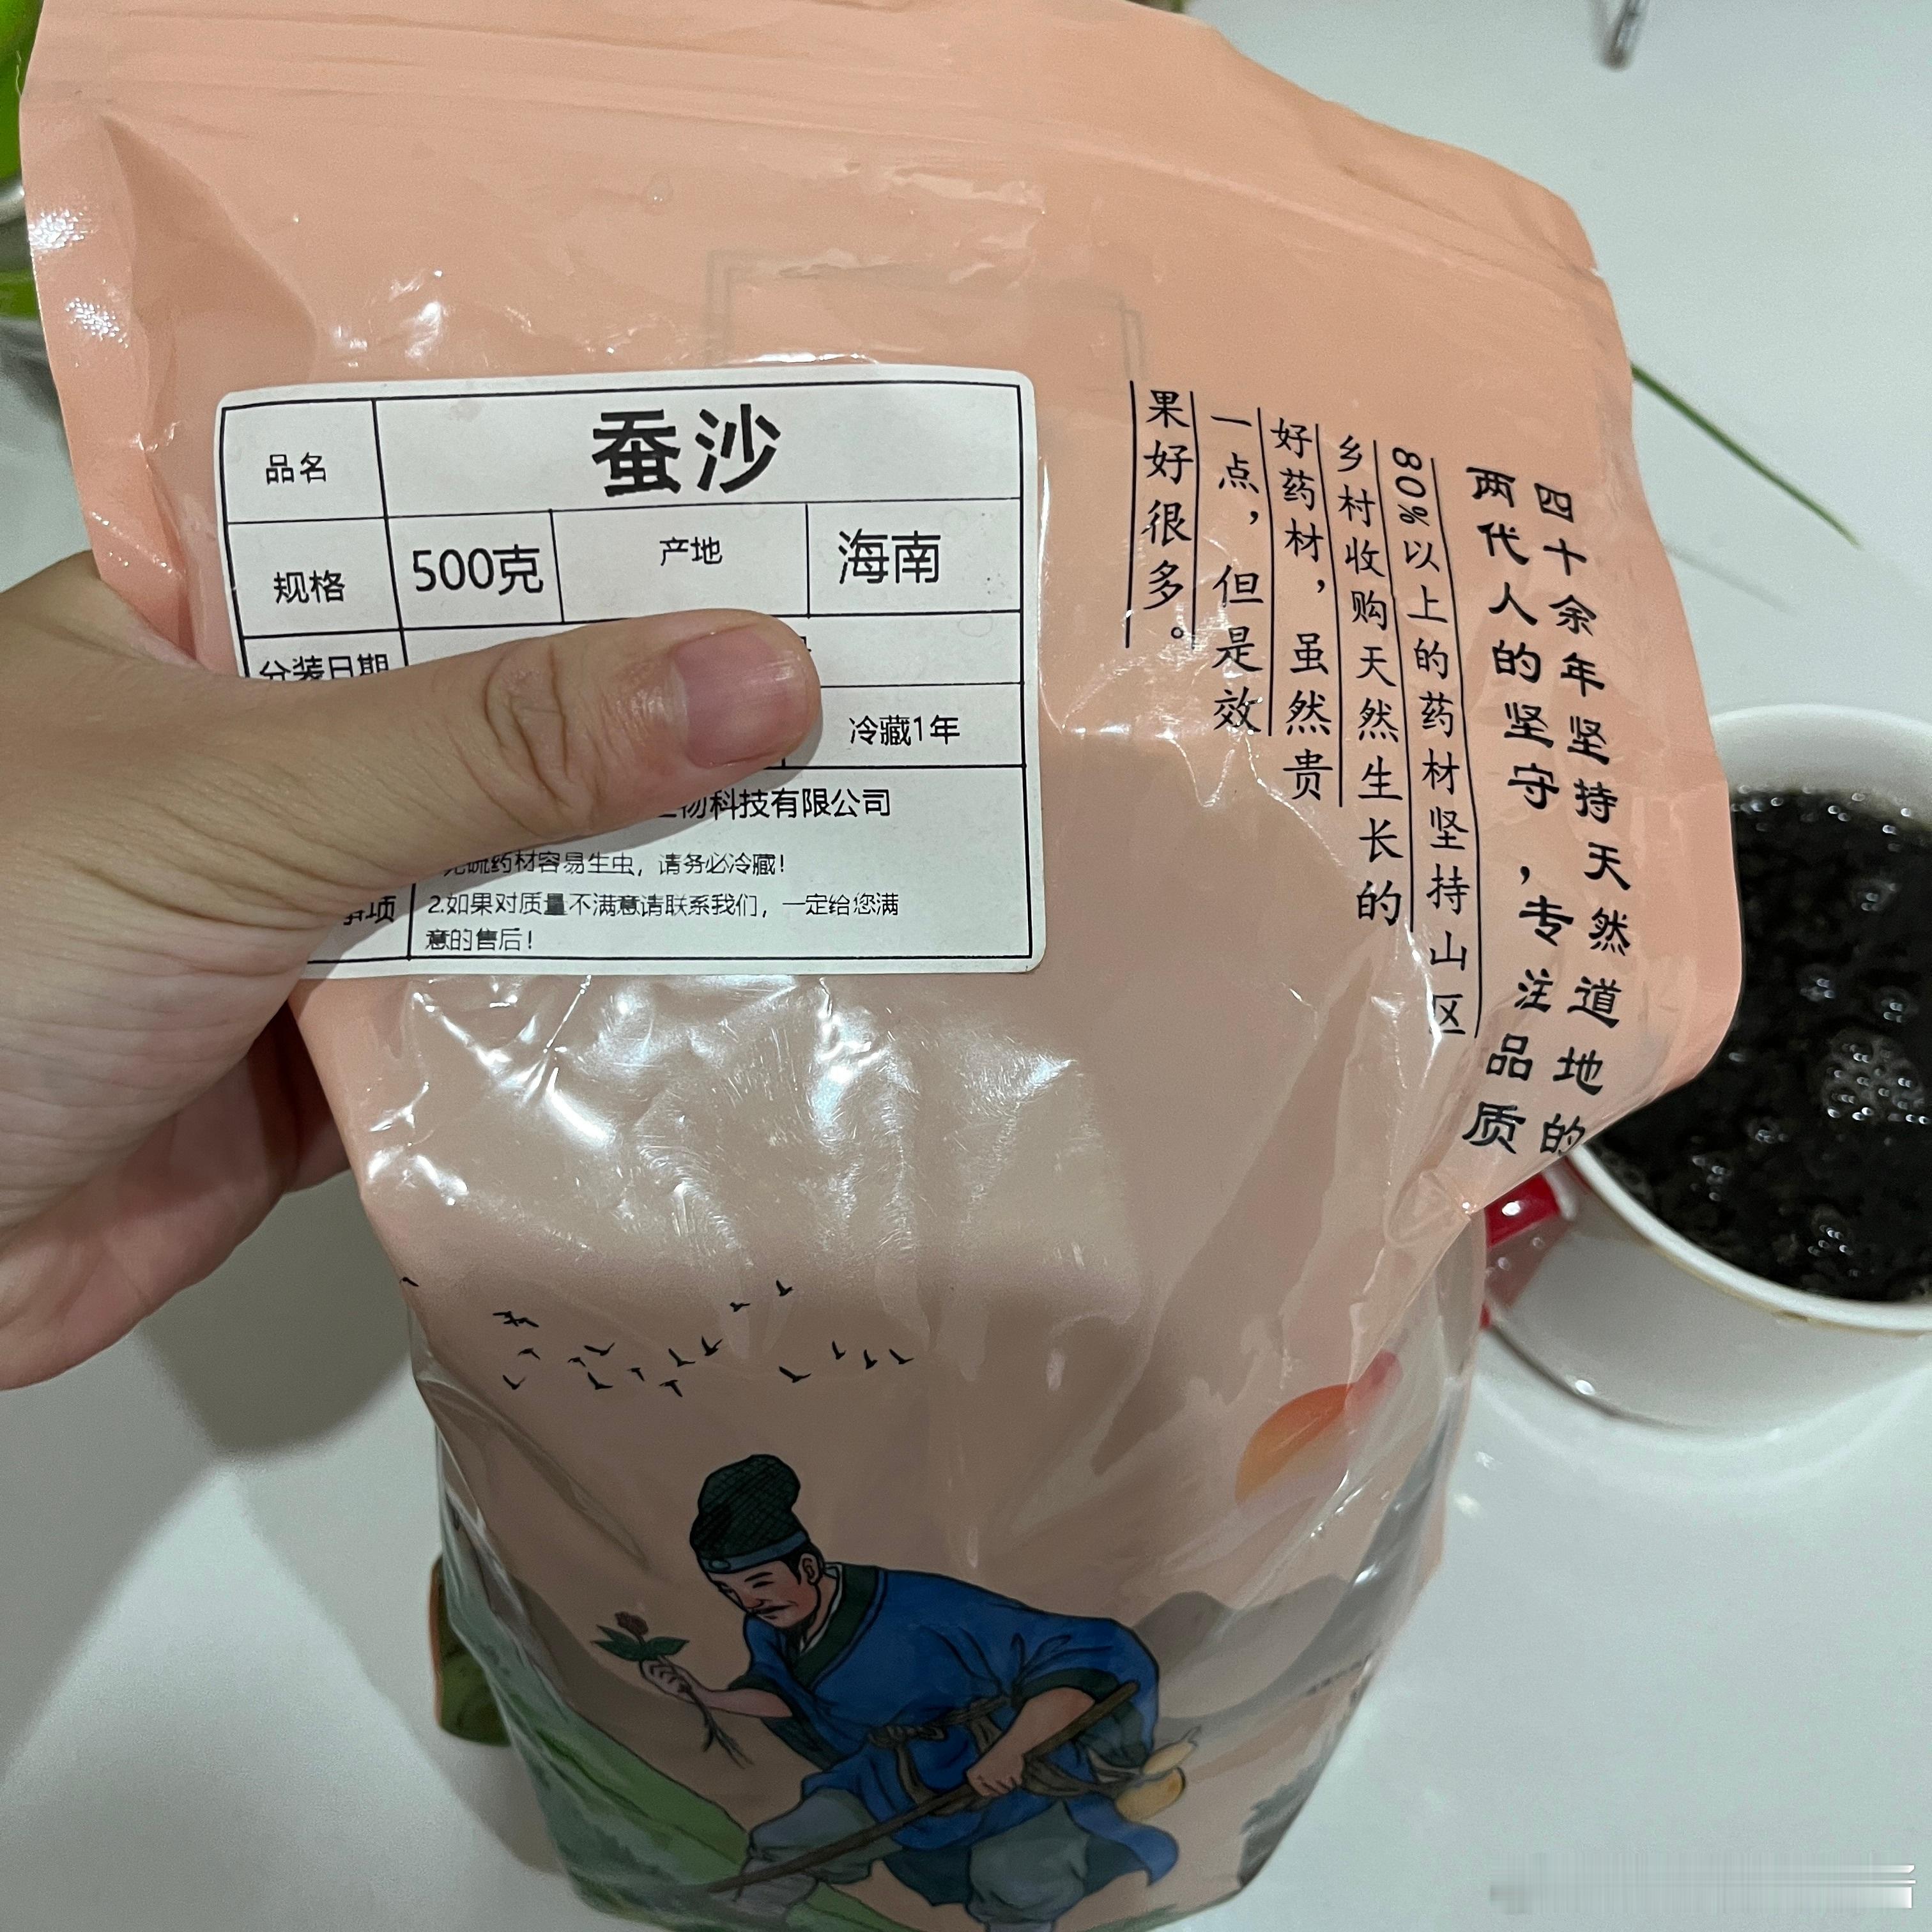 品名 蚕沙
规格 500克 产地 海南
分装日期
冷藏1年
物科技有限公司
硫药材容易生虫，请务必冷藏！
事项 2.如果对质量不满意请联系我们，一定给您满
意的售后！
四十余年坚持天然道地的
两代人的坚守，专注品质
80%以上的药材坚持山区
乡村收购天然生长的
好药材，虽然贵
一点，但是效
果好很多。